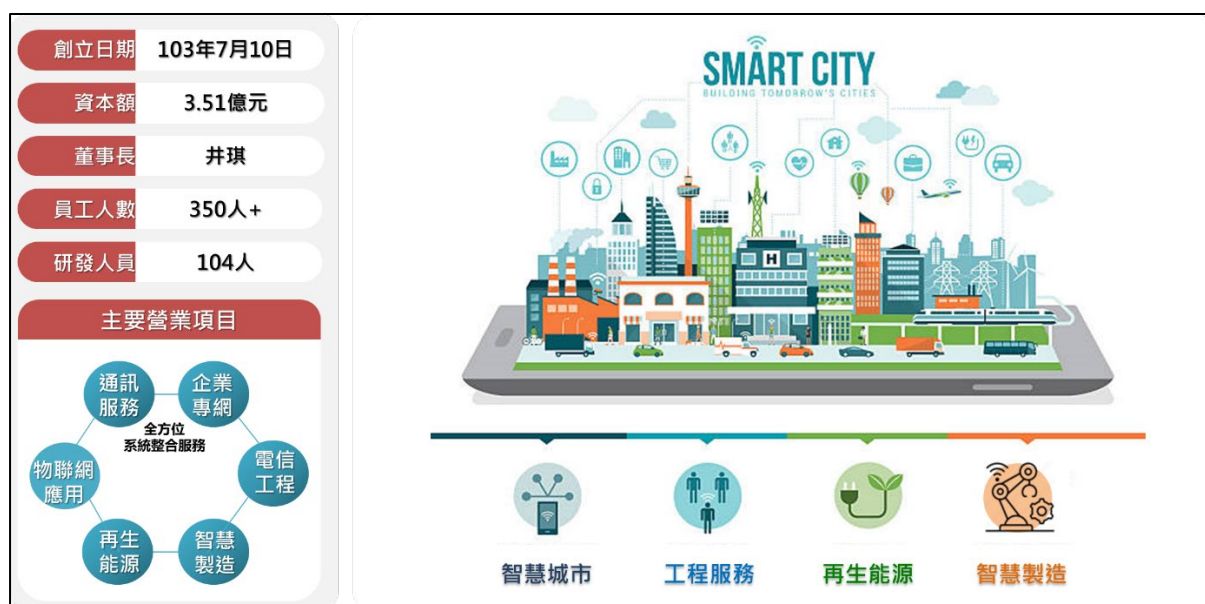 創立日期 103年7月10日
資本額 3.51億元
董事長 井琪
員工人數 350人+
研發人員 104人
主要營業項目
通訊
服務
企業
專網
全方位
系統整合服務
物聯網
應用
電信
工程
再生
能源
智慧
製造
SMART CITY
BUILDING TOMORROW'S CITIES
H
智慧城市
工程服務
再生能源
智慧製造